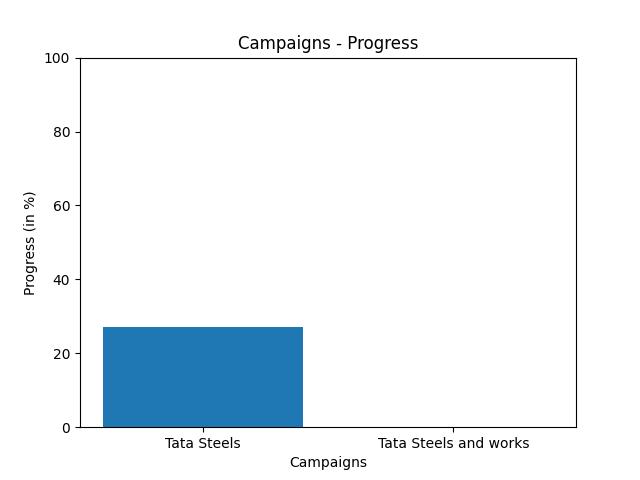 Campaigns - Progress
100
80
60
40
20
0
Progress (in %)
Tata Steels
Tata Steels and works
Campaigns